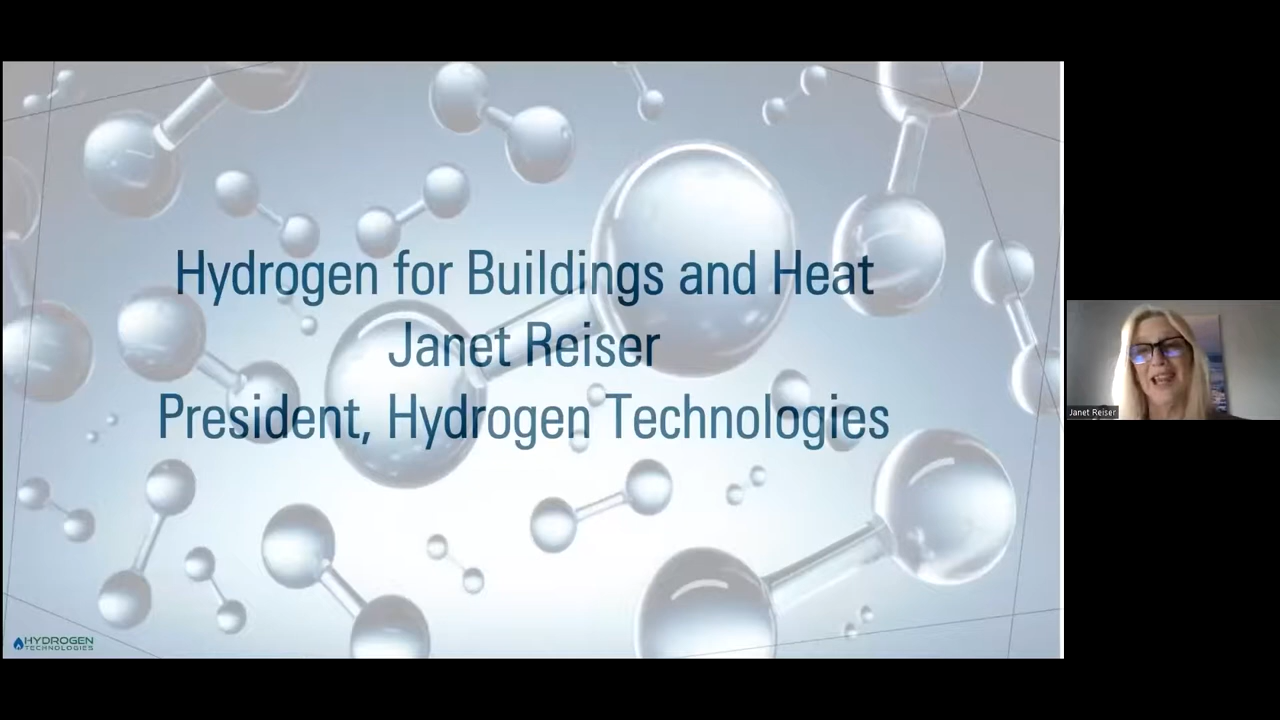 Hydrogen for Buildings and Heat
Janet Reiser
President, Hydrogen Technologies
Janet Reiser
HYDROGEN
TECHNOLOGIES